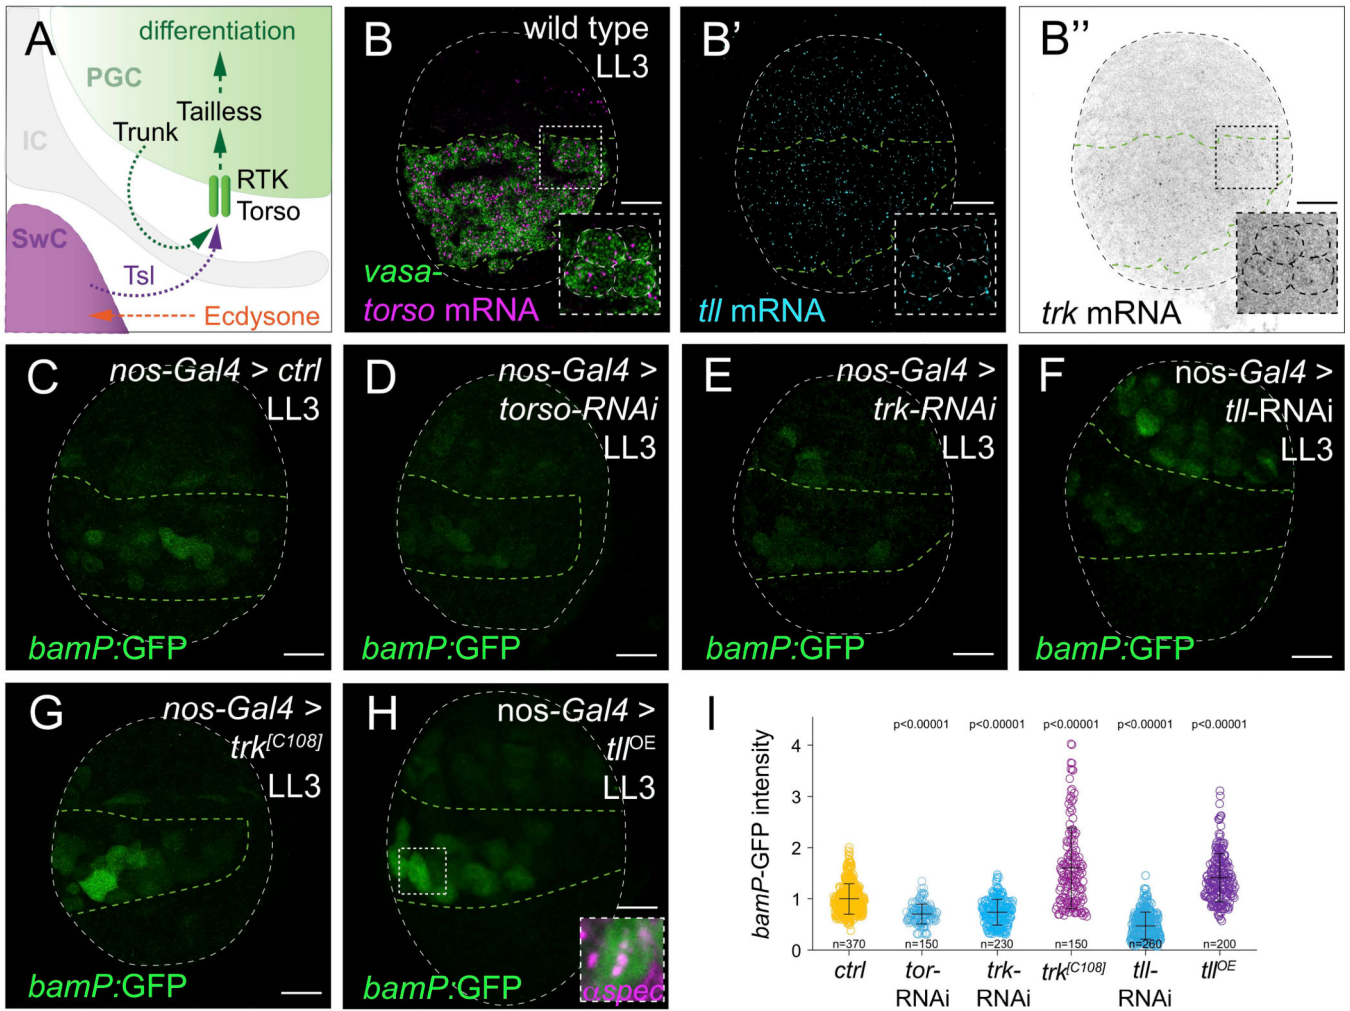 A
differentiation
PGC
Tailless
Trunk
IC
RTK
Torso
SwC
Tsl
Ecdysone
B
wild type
LL3
vasa-
torso mRNA
B'
tll mRNA
B''
trk mRNA
C
nos-Gal4 > ctrl
LL3
bamP:GFP
D
nos-Gal4 >
torso-RNAi
LL3
bamP:GFP
E
nos-Gal4 >
trk-RNAi
LL3
bamP:GFP
F
nos-Gal4 >
tll-RNAi
LL3
bamP:GFP
G
nos-Gal4 >
trk[C108]
LL3
bamP:GFP
H
nos-Gal4 >
tllOE
LL3
bamP:GFP
αspec
I
bamP-GFP intensity
p<0.00001 p<0.00001 p<0.00001 p<0.00001 p<0.00001
4
3
2
1
0
n=370 n=150 n=230 n=150 n=260 n=200
ctrl tor- trk- trk[C108] tll- tllOE
RNAi RNAi RNAi